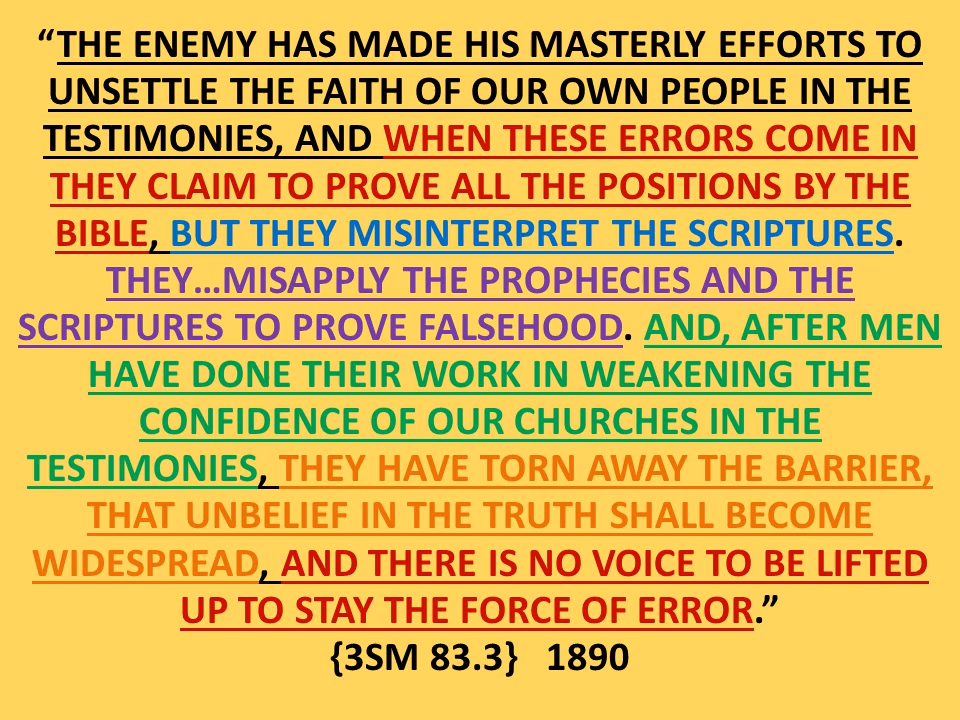 “THE ENEMY HAS MADE HIS MASTERLY EFFORTS TO
UNSETTLE THE FAITH OF OUR OWN PEOPLE IN THE
TESTIMONIES, AND WHEN THESE ERRORS COME IN
THEY CLAIM TO PROVE ALL THE POSITIONS BY THE
BIBLE, BUT THEY MISINTERPRET THE SCRIPTURES.
THEY…MISAPPLY THE PROPHECIES AND THE
SCRIPTURES TO PROVE FALSEHOOD. AND, AFTER MEN
HAVE DONE THEIR WORK IN WEAKENING THE
CONFIDENCE OF OUR CHURCHES IN THE
TESTIMONIES, THEY HAVE TORN AWAY THE BARRIER,
THAT UNBELIEF IN THE TRUTH SHALL BECOME
WIDESPREAD, AND THERE IS NO VOICE TO BE LIFTED
UP TO STAY THE FORCE OF ERROR.”
{3SM 83.3} 1890